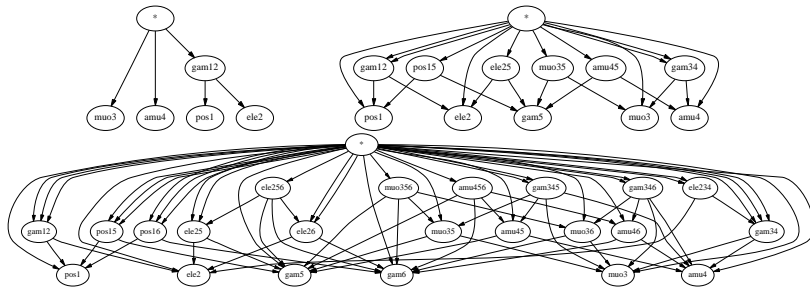 * *
gam12 gam12 pos15 ele25 muo35 amu45 gam34
muo3 amu4 pos1 ele2 pos1 ele2 gam5 muo3 amu4
*
ele256 muo356 amu456 gam345 gam346 ele234
gam12 pos15 pos16 ele25 ele26 muo35 amu45 muo36 amu46 gam34
pos1 ele2 gam5 gam6 muo3 amu4